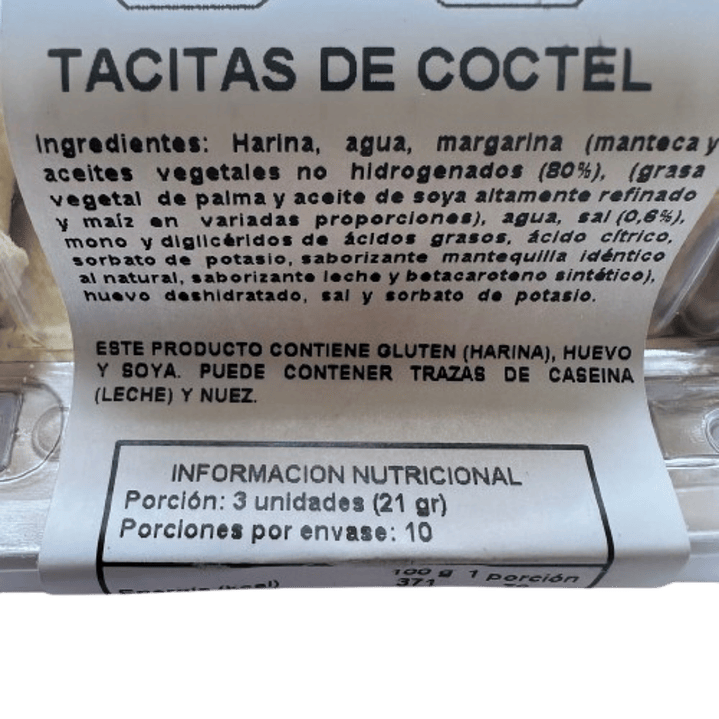 TACITAS DE COCTEL
Ingredientes: Harina, agua, margarina (manteca y
aceites vegetales no hidrogenados (80%), (grasa
vegetal de palma y aceite de soya altamente refinado
y maíz en variadas proporciones), agua, sal (0,6%),
mono y diglicéridos de ácidos grasos, ácido cítrico,
sorbato de potasio, saborizante mantequilla idéntico
al natural, saborizante leche y betacaroteno sintético),
huevo deshidratado, sal y sorbato de potasio.
ESTE PRODUCTO CONTIENE GLUTEN (HARINA), HUEVO
Y SOYA. PUEDE CONTENER TRAZAS DE CASEINA
(LECHE) Y NUEZ.
INFORMACION NUTRICIONAL
Porción: 3 unidades (21 gr)
Porciones por envase: 10
100 g 1 porción
Energía (kcal) 371